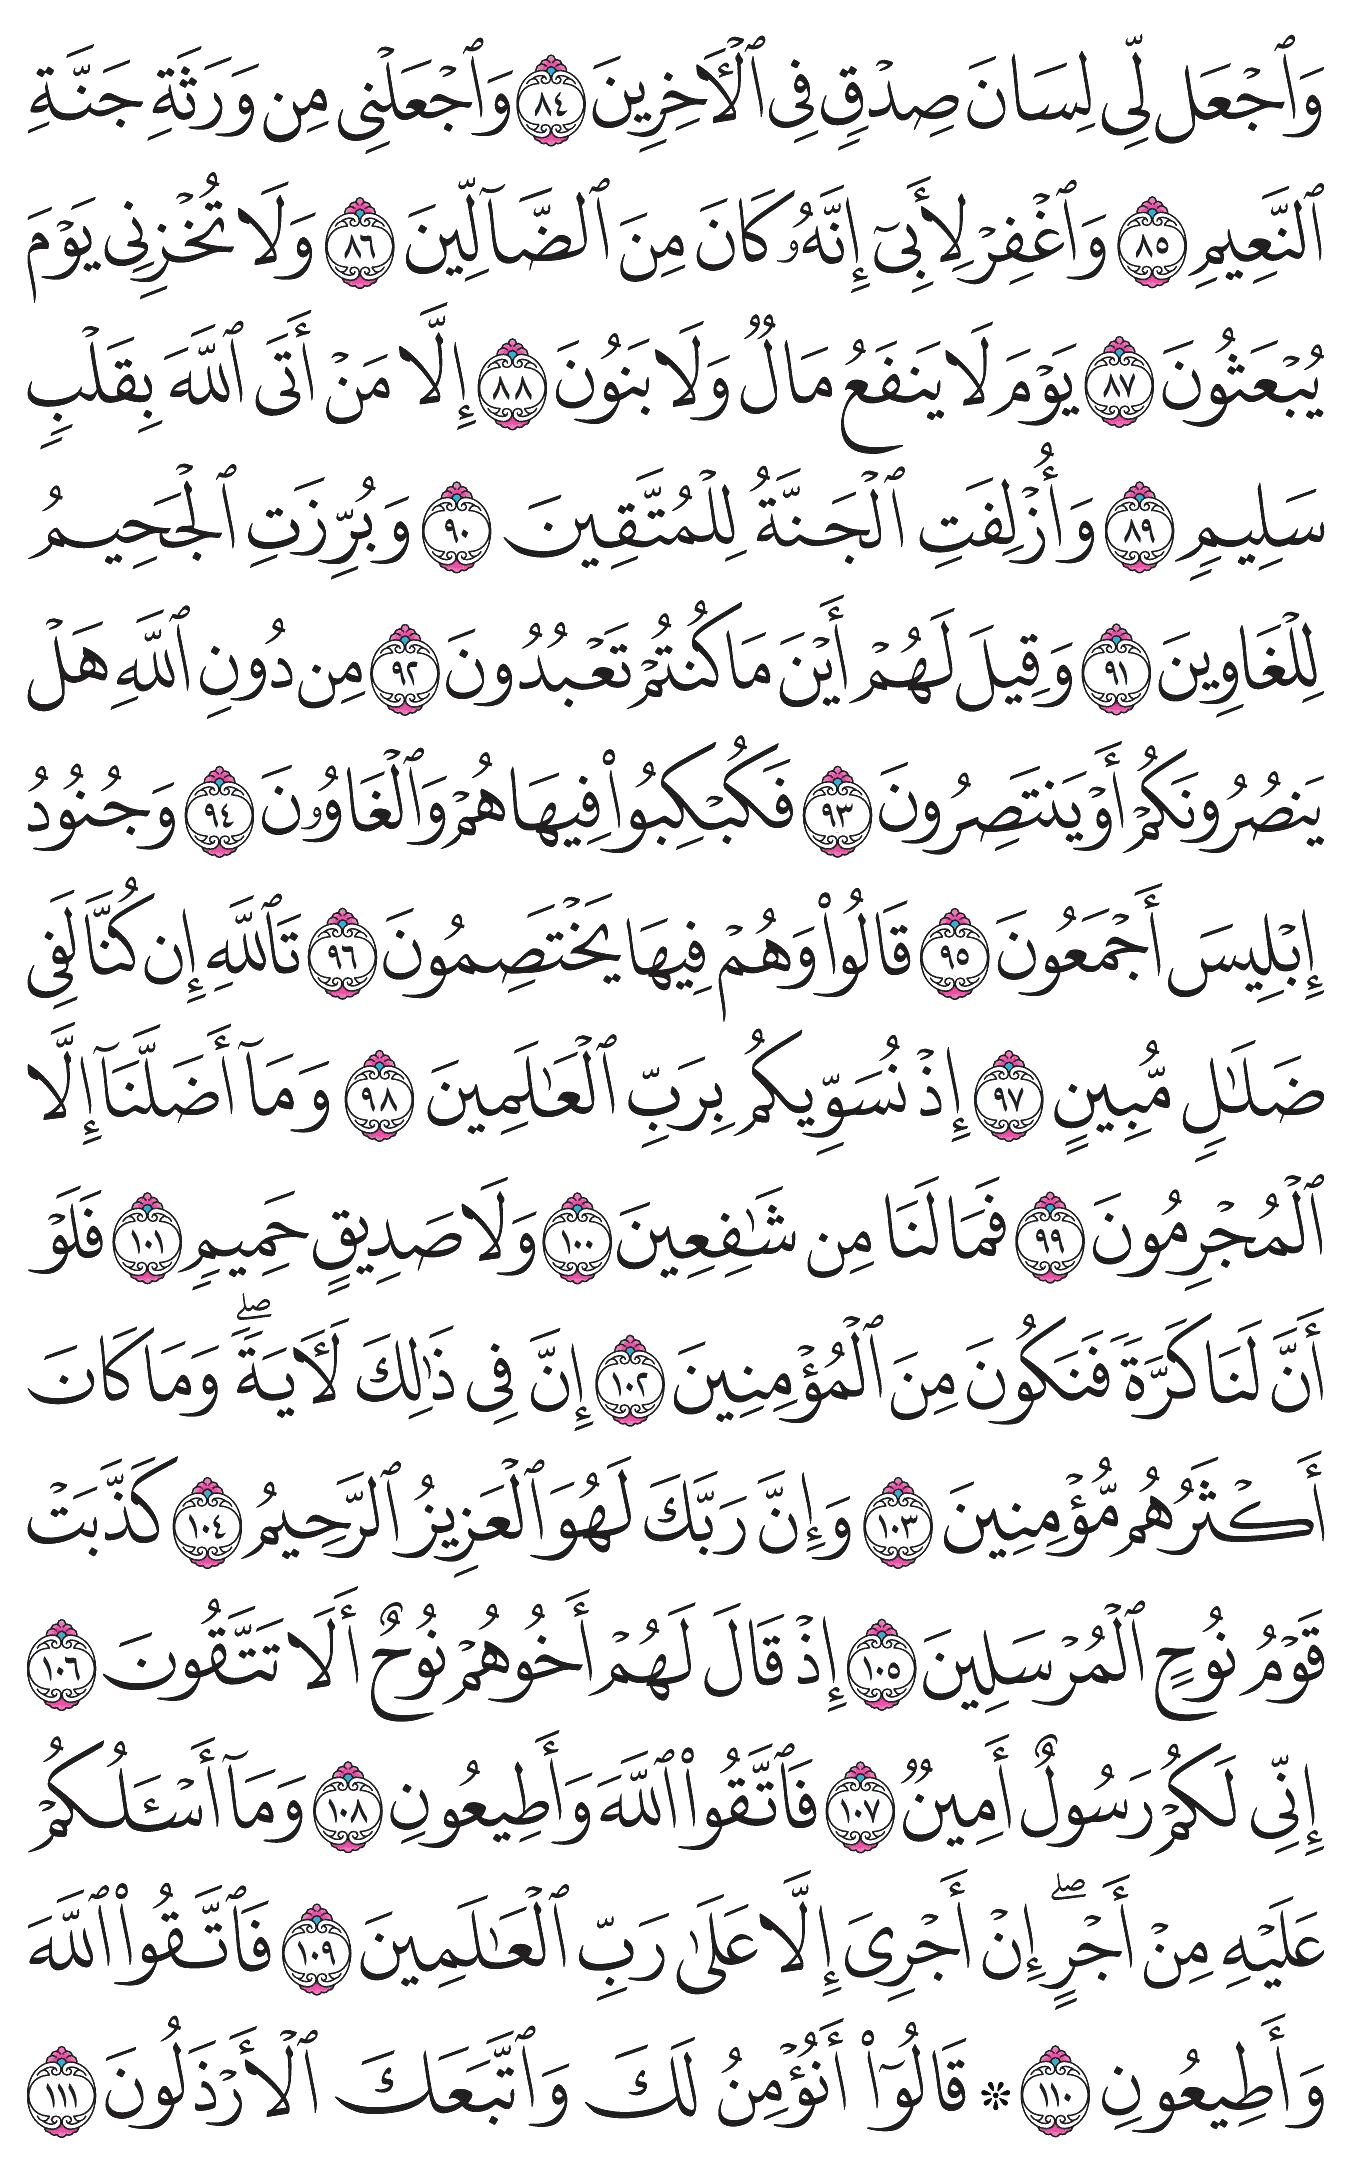 وَٱجۡعَل لِّي لِسَانَ صِدۡقٖ فِي ٱلۡأٓخِرِينَ ٨٤ وَٱجۡعَلۡنِي مِن وَرَثَةِ جَنَّةِ
ٱلنَّعِيمِ ٨٥ وَٱغۡفِرۡ لِأَبِيٓ إِنَّهُۥ كَانَ مِنَ ٱلضَّآلِّينَ ٨٦ وَلَا تُخۡزِنِي يَوۡمَ
يُبۡعَثُونَ ٨٧ يَوۡمَ لَا يَنفَعُ مَالٞ وَلَا بَنُونَ ٨٨ إِلَّا مَنۡ أَتَى ٱللَّهَ بِقَلۡبٖ
سَلِيمٖ ٨٩ وَأُزۡلِفَتِ ٱلۡجَنَّةُ لِلۡمُتَّقِينَ ٩٠ وَبُرِّزَتِ ٱلۡجَحِيمُ
لِلۡغَاوِينَ ٩١ وَقِيلَ لَهُمۡ أَيۡنَ مَا كُنتُمۡ تَعۡبُدُونَ ٩٢ مِن دُونِ ٱللَّهِ هَلۡ
يَنصُرُونَكُمۡ أَوۡ يَنتَصِرُونَ ٩٣ فَكُبۡكِبُواْ فِيهَا هُمۡ وَٱلۡغَاوُۥنَ ٩٤ وَجُنُودُ
إِبۡلِيسَ أَجۡمَعُونَ ٩٥ قَالُواْ وَهُمۡ فِيهَا يَخۡتَصِمُونَ ٩٦ تَٱللَّهِ إِن كُنَّا لَفِي
ضَلَٰلٖ مُّبِينٍ ٩٧ إِذۡ نُسَوِّيكُم بِرَبِّ ٱلۡعَٰلَمِينَ ٩٨ وَمَآ أَضَلَّنَآ إِلَّا
ٱلۡمُجۡرِمُونَ ٩٩ فَمَا لَنَا مِن شَٰفِعِينَ ١٠٠ وَلَا صَدِيقٍ حَمِيمٖ ١٠١ فَلَوۡ
أَنَّ لَنَا كَرَّةٗ فَنَكُونَ مِنَ ٱلۡمُؤۡمِنِينَ ١٠٢ إِنَّ فِي ذَٰلِكَ لَأٓيَةٗۖ وَمَا كَانَ
أَكۡثَرُهُم مُّؤۡمِنِينَ ١٠٣ وَإِنَّ رَبَّكَ لَهُوَ ٱلۡعَزِيزُ ٱلرَّحِيمُ ١٠٤ كَذَّبَتۡ
قَوۡمُ نُوحٍ ٱلۡمُرۡسَلِينَ ١٠٥ إِذۡ قَالَ لَهُمۡ أَخُوهُمۡ نُوحٌ أَلَا تَتَّقُونَ ١٠٦
إِنِّي لَكُمۡ رَسُولٌ أَمِينٞ ١٠٧ فَٱتَّقُواْ ٱللَّهَ وَأَطِيعُونِ ١٠٨ وَمَآ أَسۡـَٔلُكُمۡ
عَلَيۡهِ مِنۡ أَجۡرٍۖ إِنۡ أَجۡرِيَ إِلَّا عَلَىٰ رَبِّ ٱلۡعَٰلَمِينَ ١٠٩ فَٱتَّقُواْ ٱللَّهَ
وَأَطِيعُونِ ١١٠ ۞ قَالُوٓاْ أَنُؤۡمِنُ لَكَ وَٱتَّبَعَكَ ٱلۡأَرۡذَلُونَ ١١١